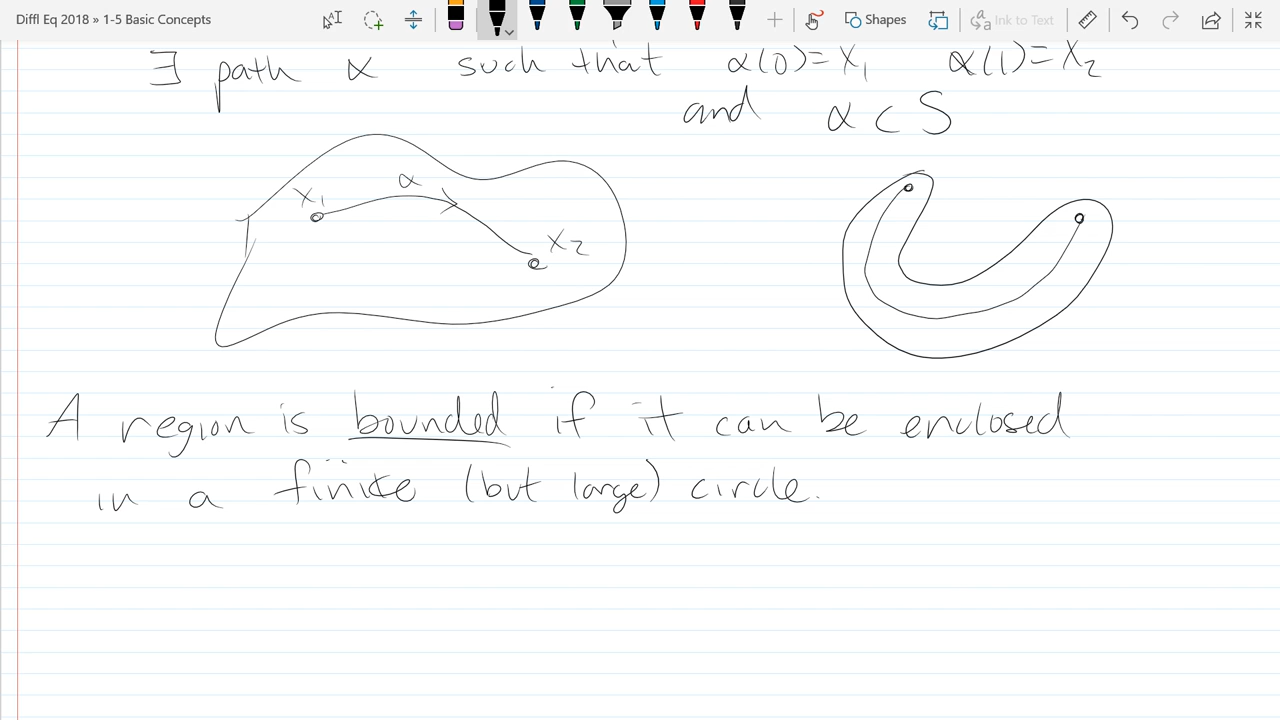 Diffl Eq 2018 » 1-5 Basic Concepts
Shapes
Ink to Text
∃ path α such that α(0)=x₁ α(1)=x₂
and α ⊂ S
x₁
α
x₂
A region is bounded if it can be enclosed
in a finite (but large) circle.